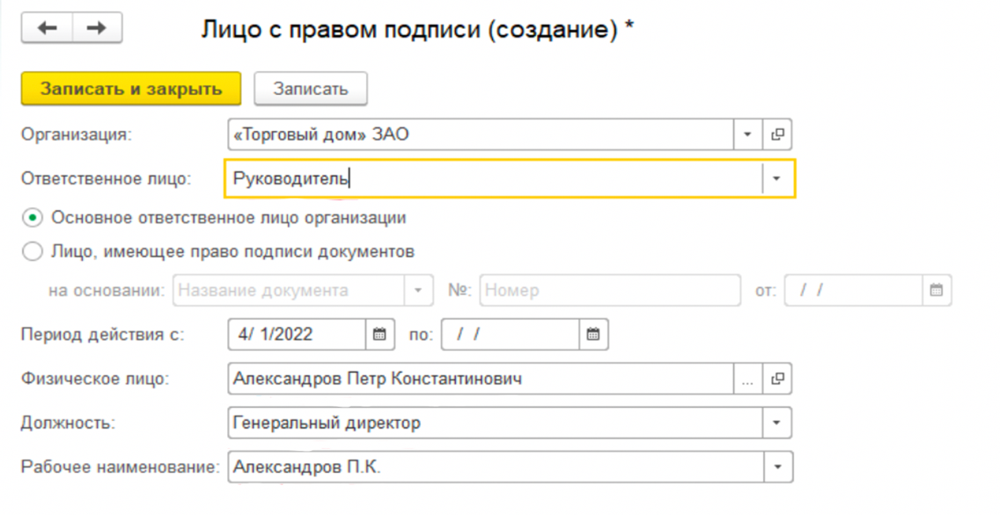 Лицо с правом подписи (создание) *
Записать и закрыть Записать
Организация: «Торговый дом» ЗАО
Ответственное лицо: Руководитель
Основное ответственное лицо организации
Лицо, имеющее право подписи документов
на основании: Название документа №: Номер от: / /
Период действия с: 4/ 1/2022 по: / /
Физическое лицо: Александров Петр Константинович ...
Должность: Генеральный директор
Рабочее наименование: Александров П.К.